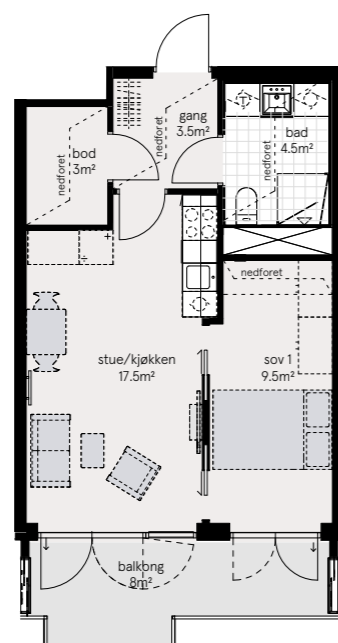 gang
3.5m²
nedforet
bad
4.5m²
nedforet
bod
3m²
nedforet
nedforet
stue/kjøkken
17.5m²
sov 1
9.5m²
balkong
8m²